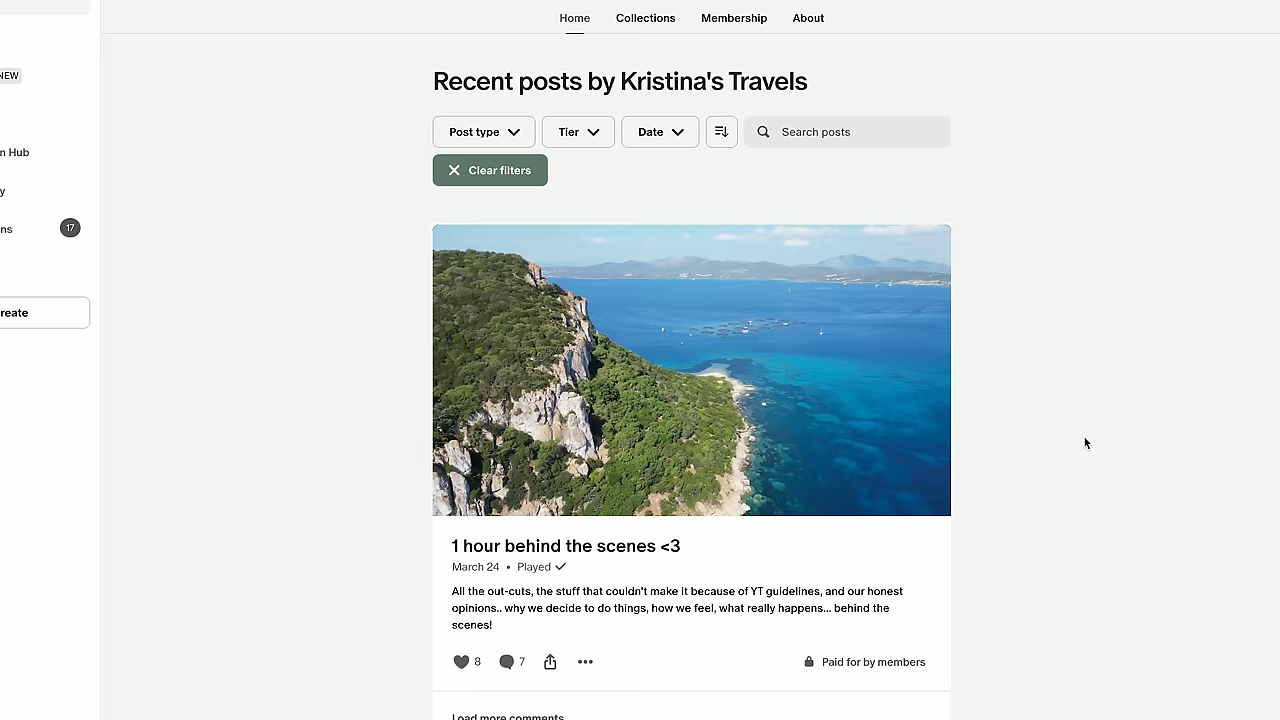 Home Collections Membership About
NEW
Recent posts by Kristina's Travels
Post type Tier Date Search posts
n Hub
Clear filters
y
ns 17
reate
1 hour behind the scenes <3
March 24 • Played
All the out-cuts, the stuff that couldn't make it because of YT guidelines, and our honest
opinions.. why we decide to do things, how we feel, what really happens... behind the
scenes!
8 7 Paid for by members
Load more comments